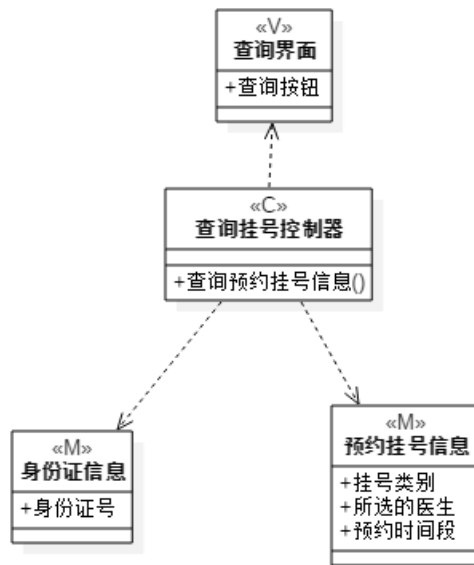 «V»
查询界面
+查询按钮
«C»
查询挂号控制器
+查询预约挂号信息()
«M»
身份证信息
+身份证号
«M»
预约挂号信息
+挂号类别
+所选的医生
+预约时间段